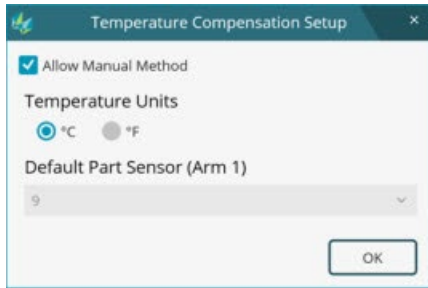 Temperature Compensation Setup
Allow Manual Method
Temperature Units
°C °F
Default Part Sensor (Arm 1)
9
OK